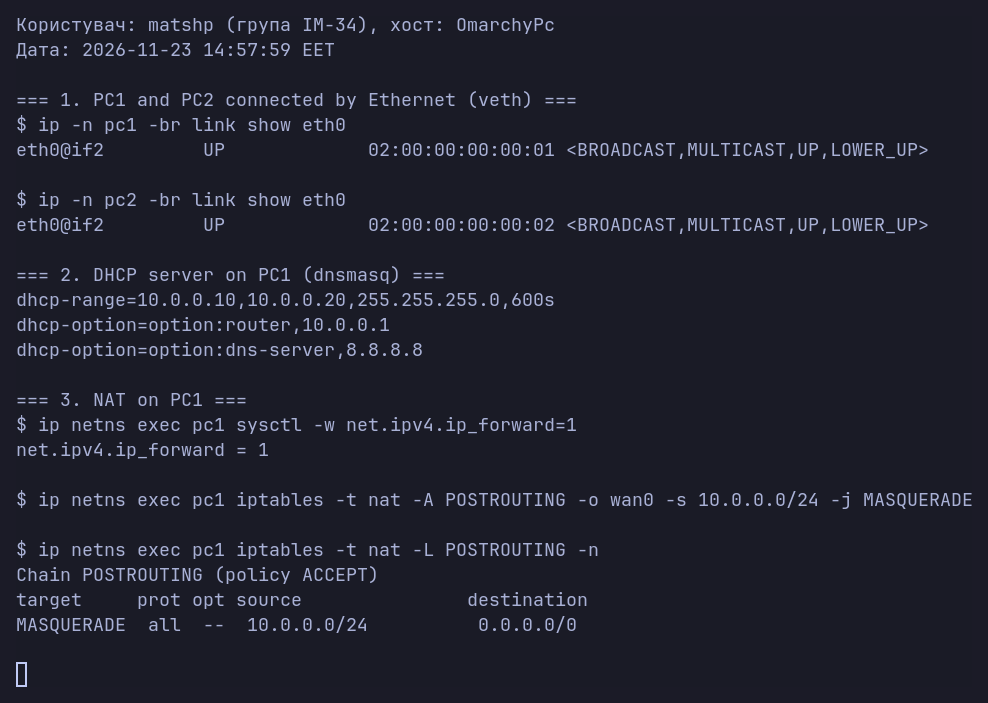 Користувач: matshp (група ІМ-34), хост: OmarchyPc
Дата: 2026-11-23 14:57:59 EET
=== 1. PC1 and PC2 connected by Ethernet (veth) ===
$ ip -n pc1 -br link show eth0
eth0@if2         UP             02:00:00:00:00:01 <BROADCAST,MULTICAST,UP,LOWER_UP>
$ ip -n pc2 -br link show eth0
eth0@if2         UP             02:00:00:00:00:02 <BROADCAST,MULTICAST,UP,LOWER_UP>
=== 2. DHCP server on PC1 (dnsmasq) ===
dhcp-range=10.0.0.10,10.0.0.20,255.255.255.0,600s
dhcp-option=option:router,10.0.0.1
dhcp-option=option:dns-server,8.8.8.8
=== 3. NAT on PC1 ===
$ ip netns exec pc1 sysctl -w net.ipv4.ip_forward=1
net.ipv4.ip_forward = 1
$ ip netns exec pc1 iptables -t nat -A POSTROUTING -o wan0 -s 10.0.0.0/24 -j MASQUERADE
$ ip netns exec pc1 iptables -t nat -L POSTROUTING -n
Chain POSTROUTING (policy ACCEPT)
target     prot opt source               destination
MASQUERADE  all  --  10.0.0.0/24          0.0.0.0/0